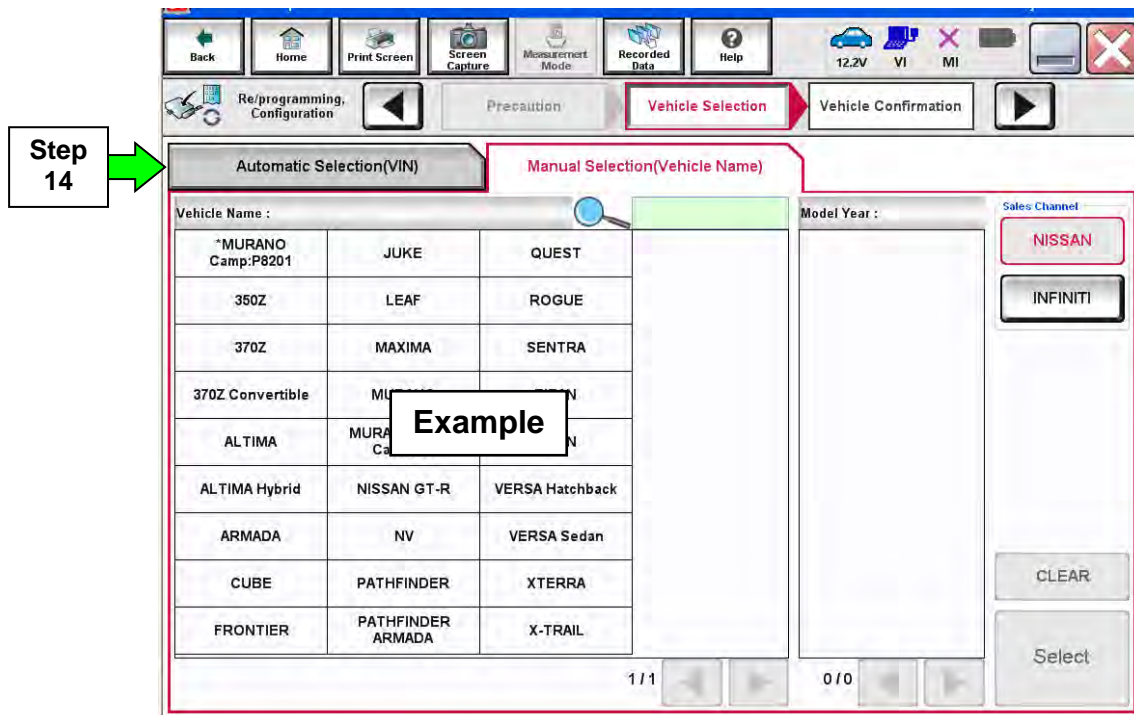 Back
Home
Print Screen
Screen
Capture
Measurement
Mode
Recorded
Data
Help
12.2V
VI
MI
Re/programming,
Configuration
Precaution
Vehicle Selection
Vehicle Confirmation
Step
14
Automatic Selection(VIN)
Manual Selection(Vehicle Name)
Vehicle Name :
Model Year :
Sales Channel
*MURANO
Camp:P8201
JUKE
QUEST
NISSAN
350Z
LEAF
ROGUE
INFINITI
370Z
MAXIMA
SENTRA
370Z Convertible
Example
ALTIMA
ALTIMA Hybrid
NISSAN GT-R
VERSA Hatchback
ARMADA
NV
VERSA Sedan
CUBE
PATHFINDER
XTERRA
CLEAR
FRONTIER
PATHFINDER
ARMADA
X-TRAIL
Select
1/1
0/0